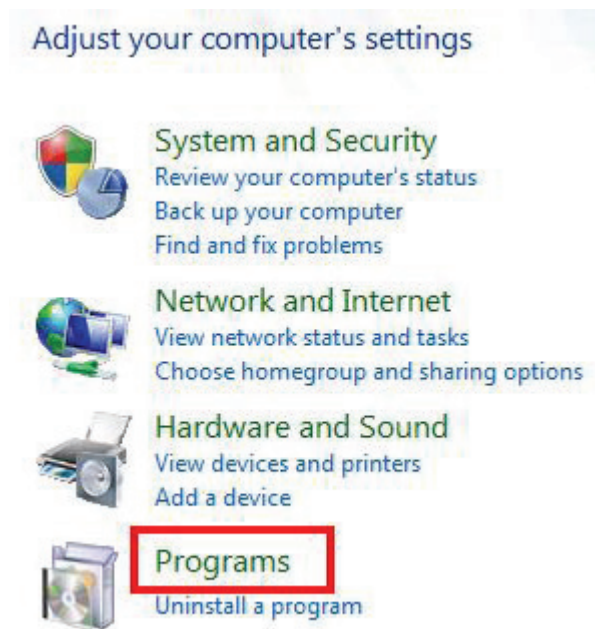 Adjust your computer's settings
System and Security
Review your computer's status
Back up your computer
Find and fix problems
Network and Internet
View network status and tasks
Choose homegroup and sharing options
Hardware and Sound
View devices and printers
Add a device
Programs
Uninstall a program